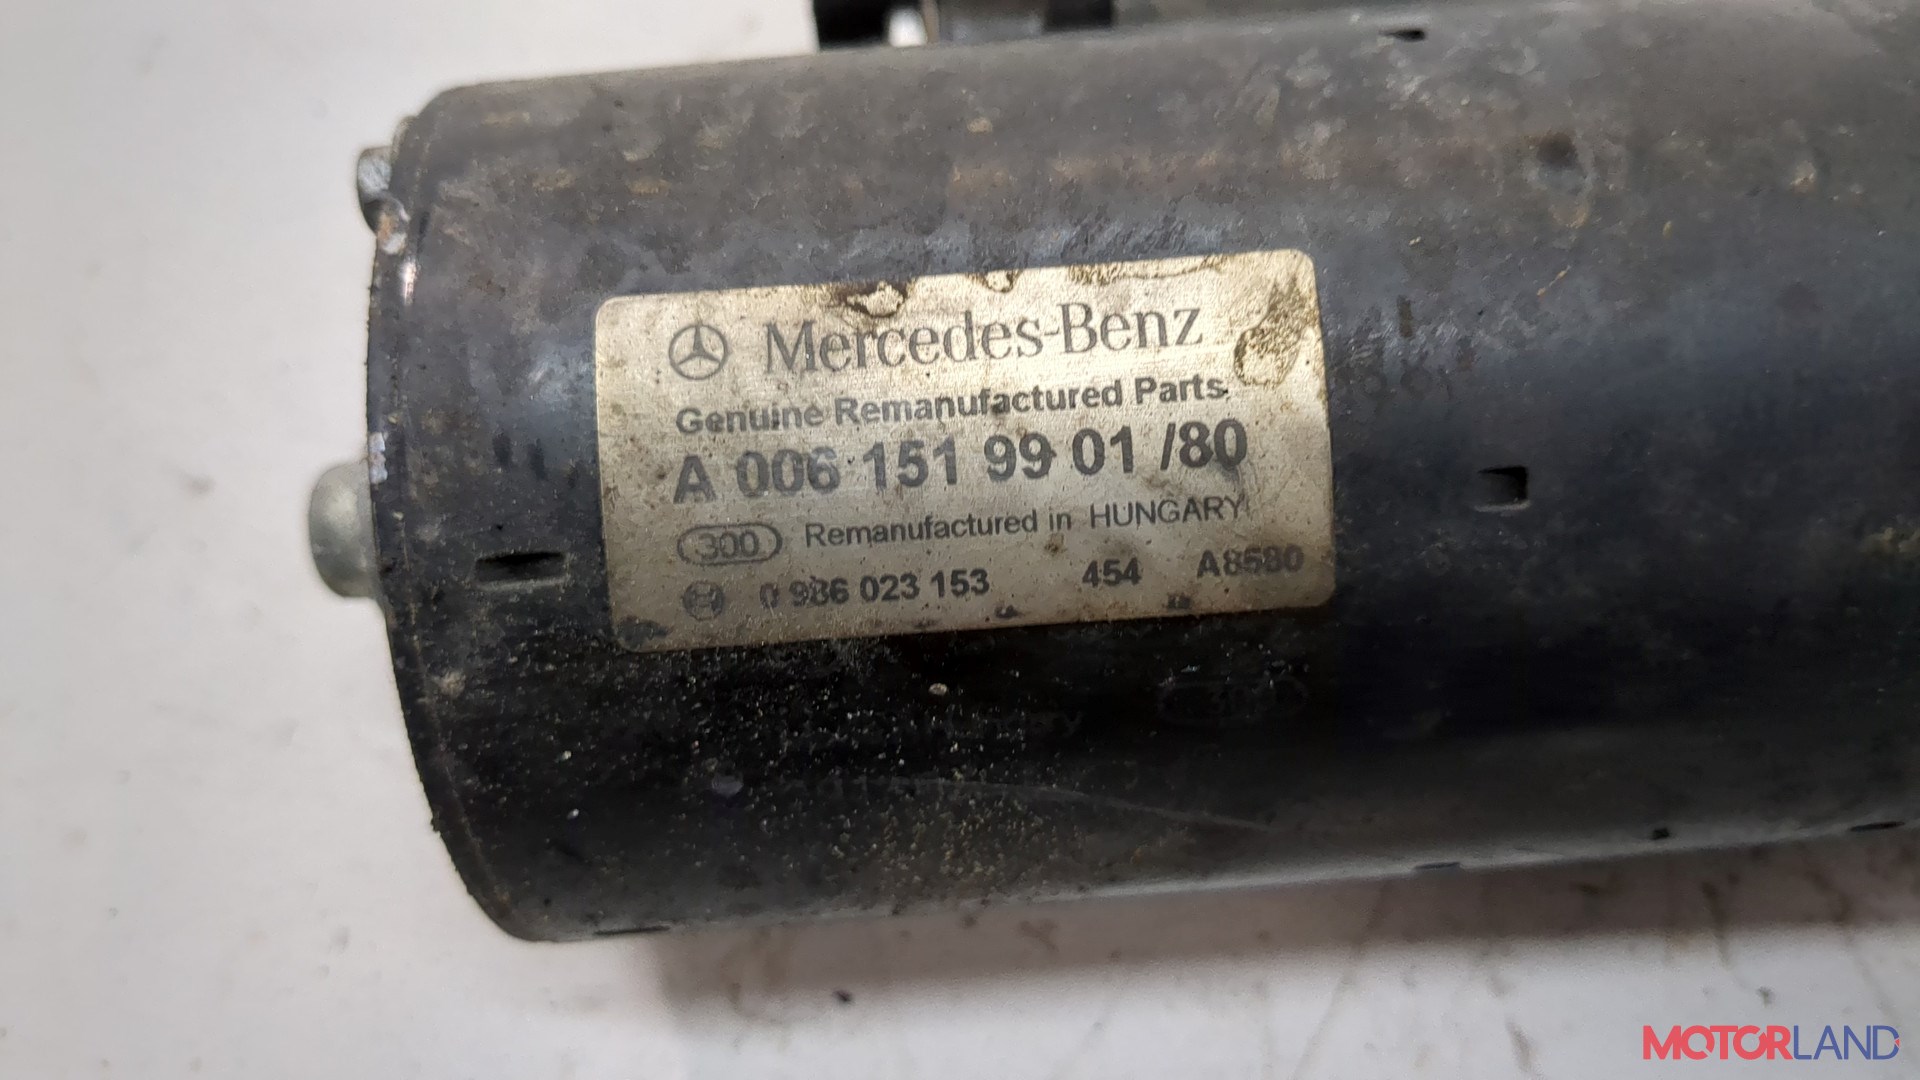 Mercedes-Benz
Genuine Remanufactured Parts
A 006 151 99 01 /80
300 Remanufactured in HUNGARY
0 986 023 153 454 A8580
MOTORLAND